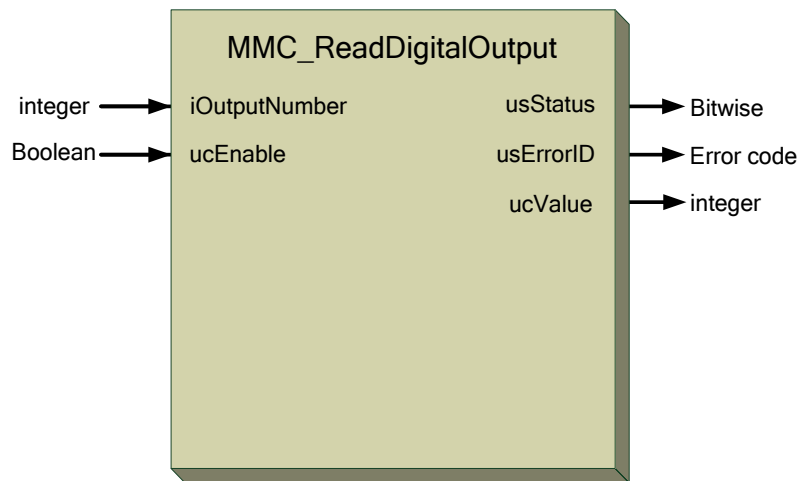 MMC_ReadDigitalOutput
integer iOutputNumber usStatus Bitwise
Boolean ucEnable usErrorID Error code
ucValue integer